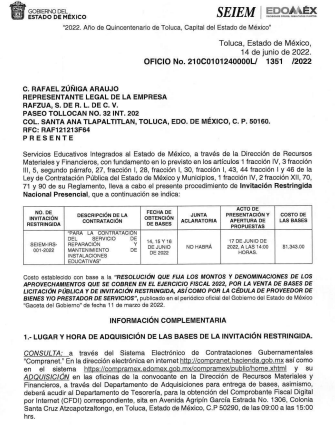 GOBIERNO DEL
ESTADO DE MÉXICO
SEIEM
EDOMÉX
"2022. Año de Quincentenario de Toluca, Capital del Estado de México"
Toluca, Estado de México,
14 de junio de 2022.
OFICIO No. 210C0101240000L/ 1351 /2022
C. RAFAEL ZÚÑIGA ARAUJO
REPRESENTANTE LEGAL DE LA EMPRESA
RAFZUA, S. DE R. L. DE C. V.
PASEO TOLLOCAN NO. 32 INT. 202
COL. SANTA ANA TLAPALTITLAN, TOLUCA, EDO. DE MÉXICO, C. P. 50160.
RFC: RAF121213F64
P R E S E N T E
Servicios Educativos Integrados al Estado de México, a través de la Dirección de Recursos
Materiales y Financieros, con fundamento en lo previsto en los artículos 1 fracción IV, 3 fracción
III, 5, segundo párrafo, 27, fracción I, 28, fracción I, 30, fracción I, 43, 44 fracción I y 46 de la
Ley de Contratación Pública del Estado de México y Municipios, 1 fracción IV, 2 fracción XII, 70,
71 y 90 de su Reglamento, lleva a cabo el presente procedimiento de Invitación Restringida
Nacional Presencial, que a continuación se indica:
NO. DE INVITACIÓN RESTRINGIDA
DESCRIPCIÓN DE LA CONTRATACIÓN
FECHA DE OBTENCIÓN DE BASES
JUNTA ACLARATORIA
ACTO DE PRESENTACIÓN Y APERTURA DE PROPUESTAS
COSTO DE LAS BASES
SEIEM-IRS-001-2022
"PARA LA CONTRATACIÓN DEL SERVICIO DE REPARACIÓN Y MANTENIMIENTO DE INSTALACIONES EDUCATIVAS"
14, 15 Y 16 DE JUNIO DE 2022
NO HABRÁ
17 DE JUNIO DE 2022, A LAS 14:00 HORAS.
$1,943.00
Costo establecido con base a la "RESOLUCIÓN QUE FIJA LOS MONTOS Y DENOMINACIONES DE LOS
APROVECHAMIENTOS QUE SE COBREN EN EL EJERCICIO FISCAL 2022, POR LA VENTA DE BASES DE
LICITACIÓN PÚBLICA Y DE INVITACIÓN RESTRINGIDA, ASÍ COMO POR LA CÉDULA DE PROVEEDOR DE
BIENES Y/O PRESTADOR DE SERVICIOS", publicado en el periódico oficial del Gobierno del Estado de México
"Gaceta del Gobierno" de fecha 11 de marzo de 2022.
INFORMACIÓN COMPLEMENTARIA
1.- LUGAR Y HORA DE ADQUISICIÓN DE LAS BASES DE LA INVITACIÓN RESTRINGIDA.
CONSULTA: a través del Sistema Electrónico de Contrataciones Gubernamentales
"Compranet." En la dirección electrónica en internet http://compranet.hacienda.gob.mx así como
en el sistema https://compramex.edomex.gob.mx/compramex/public/home.xhtml y su
ADQUISICIÓN en las oficinas de la convocante en la Dirección de Recursos Materiales y
Financieros, a través del Departamento de Adquisiciones para entrega de bases, asimismo,
deberá acudir al Departamento de Tesorería, para la obtención del Comprobante Fiscal Digital
por Internet (CFDI) correspondiente, sita en Avenida Agripín García Estrada No. 1306, Colonia
Santa Cruz Atzcapotzaltongo, en Toluca, Estado de México, C.P 50290, de las 09:00 a las 15:00
hrs.